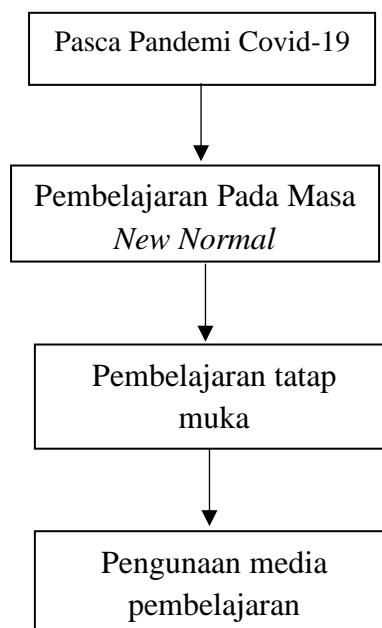 Pasca Pandemi Covid-19
Pembelajaran Pada Masa
New Normal
Pembelajaran tatap
muka
Pengunaan media
pembelajaran